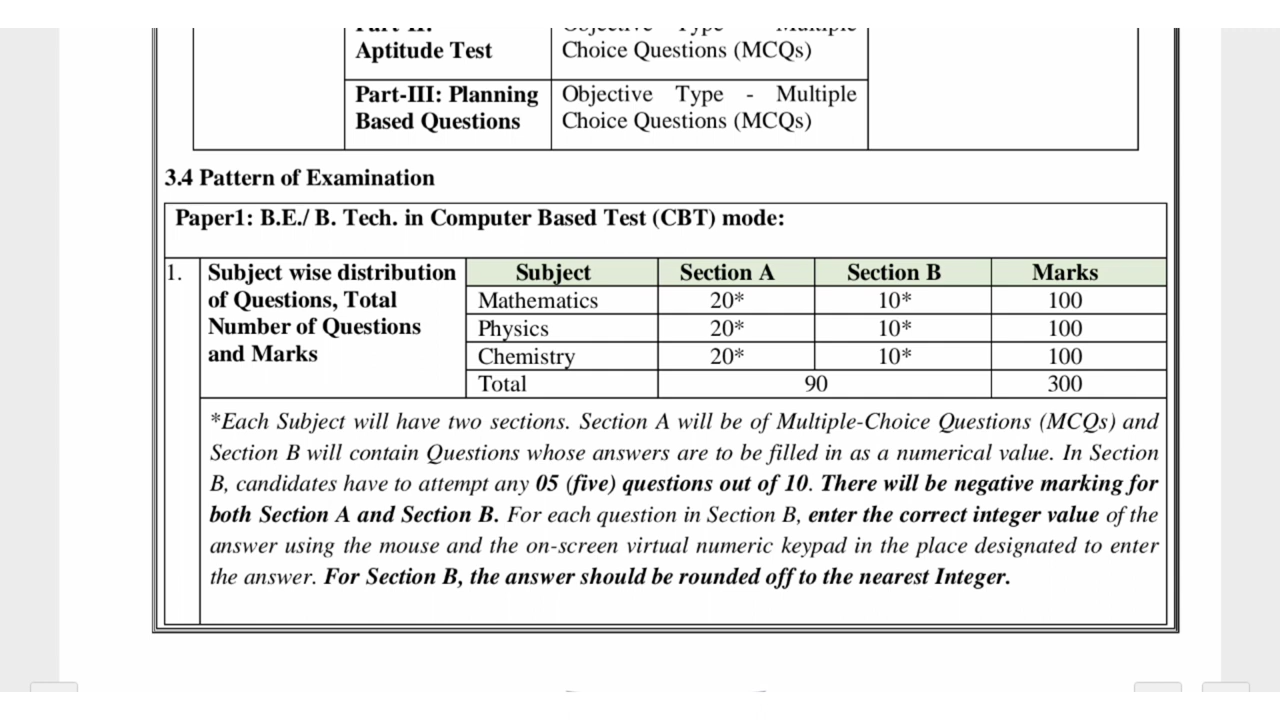 Aptitude Test
Choice Questions (MCQs)
Part-III: Planning
Based Questions
Objective Type - Multiple
Choice Questions (MCQs)
3.4 Pattern of Examination
Paper1: B.E./ B. Tech. in Computer Based Test (CBT) mode:
1.
Subject wise distribution
of Questions, Total
Number of Questions
and Marks
Subject Section A Section B Marks
Mathematics 20* 10* 100
Physics 20* 10* 100
Chemistry 20* 10* 100
Total 90 300
*Each Subject will have two sections. Section A will be of Multiple-Choice Questions (MCQs) and
Section B will contain Questions whose answers are to be filled in as a numerical value. In Section
B, candidates have to attempt any 05 (five) questions out of 10. There will be negative marking for
both Section A and Section B. For each question in Section B, enter the correct integer value of the
answer using the mouse and the on-screen virtual numeric keypad in the place designated to enter
the answer. For Section B, the answer should be rounded off to the nearest Integer.